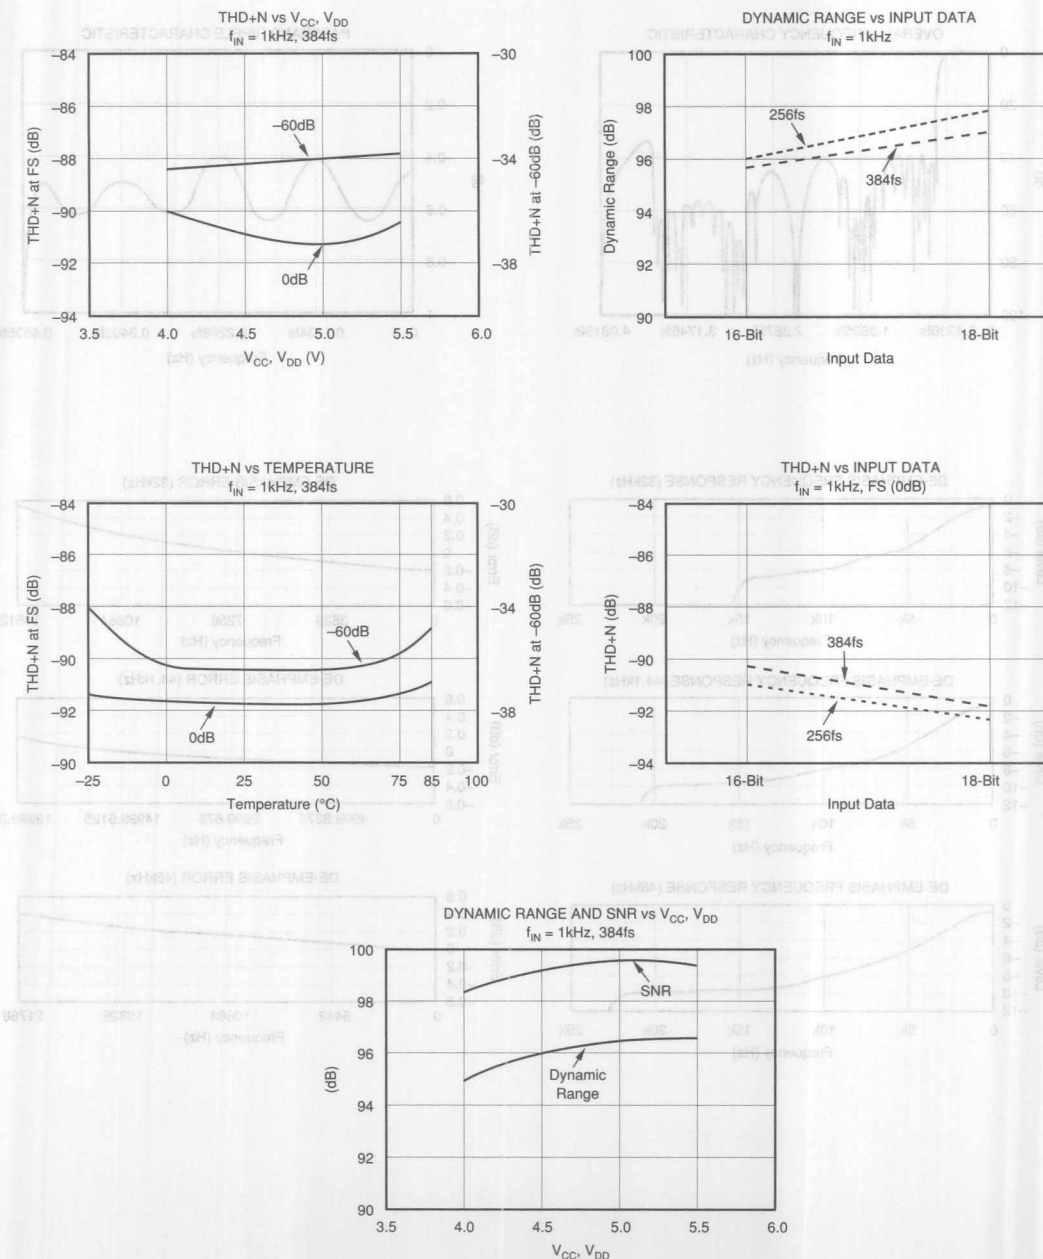 THD+N vs VCC, VDD
fIN = 1kHz, 384fs
–84
–86
–88
–90
–92
–94
THD+N at FS (dB)
–60dB
0dB
–30
–34
–38
THD+N at –60dB (dB)
3.5
4.0
4.5
5.0
5.5
6.0
VCC, VDD (V)
DYNAMIC RANGE vs INPUT DATA
fIN = 1kHz
100
98
96
94
92
90
Dynamic Range (dB)
256fs
384fs
16-Bit
18-Bit
Input Data
THD+N vs TEMPERATURE
fIN = 1kHz, 384fs
–84
–86
–88
–90
–92
–90
THD+N at FS (dB)
–60dB
0dB
–30
–34
–38
THD+N at –60dB (dB)
–25
0
25
50
75
85
100
Temperature (°C)
THD+N vs INPUT DATA
fIN = 1kHz, FS (0dB)
–84
–86
–88
–90
–92
–94
THD+N (dB)
384fs
256fs
16-Bit
18-Bit
Input Data
DYNAMIC RANGE AND SNR vs VCC, VDD
fIN = 1kHz, 384fs
100
98
96
94
92
90
(dB)
SNR
Dynamic
Range
3.5
4.0
4.5
5.0
5.5
6.0
VCC, VDD